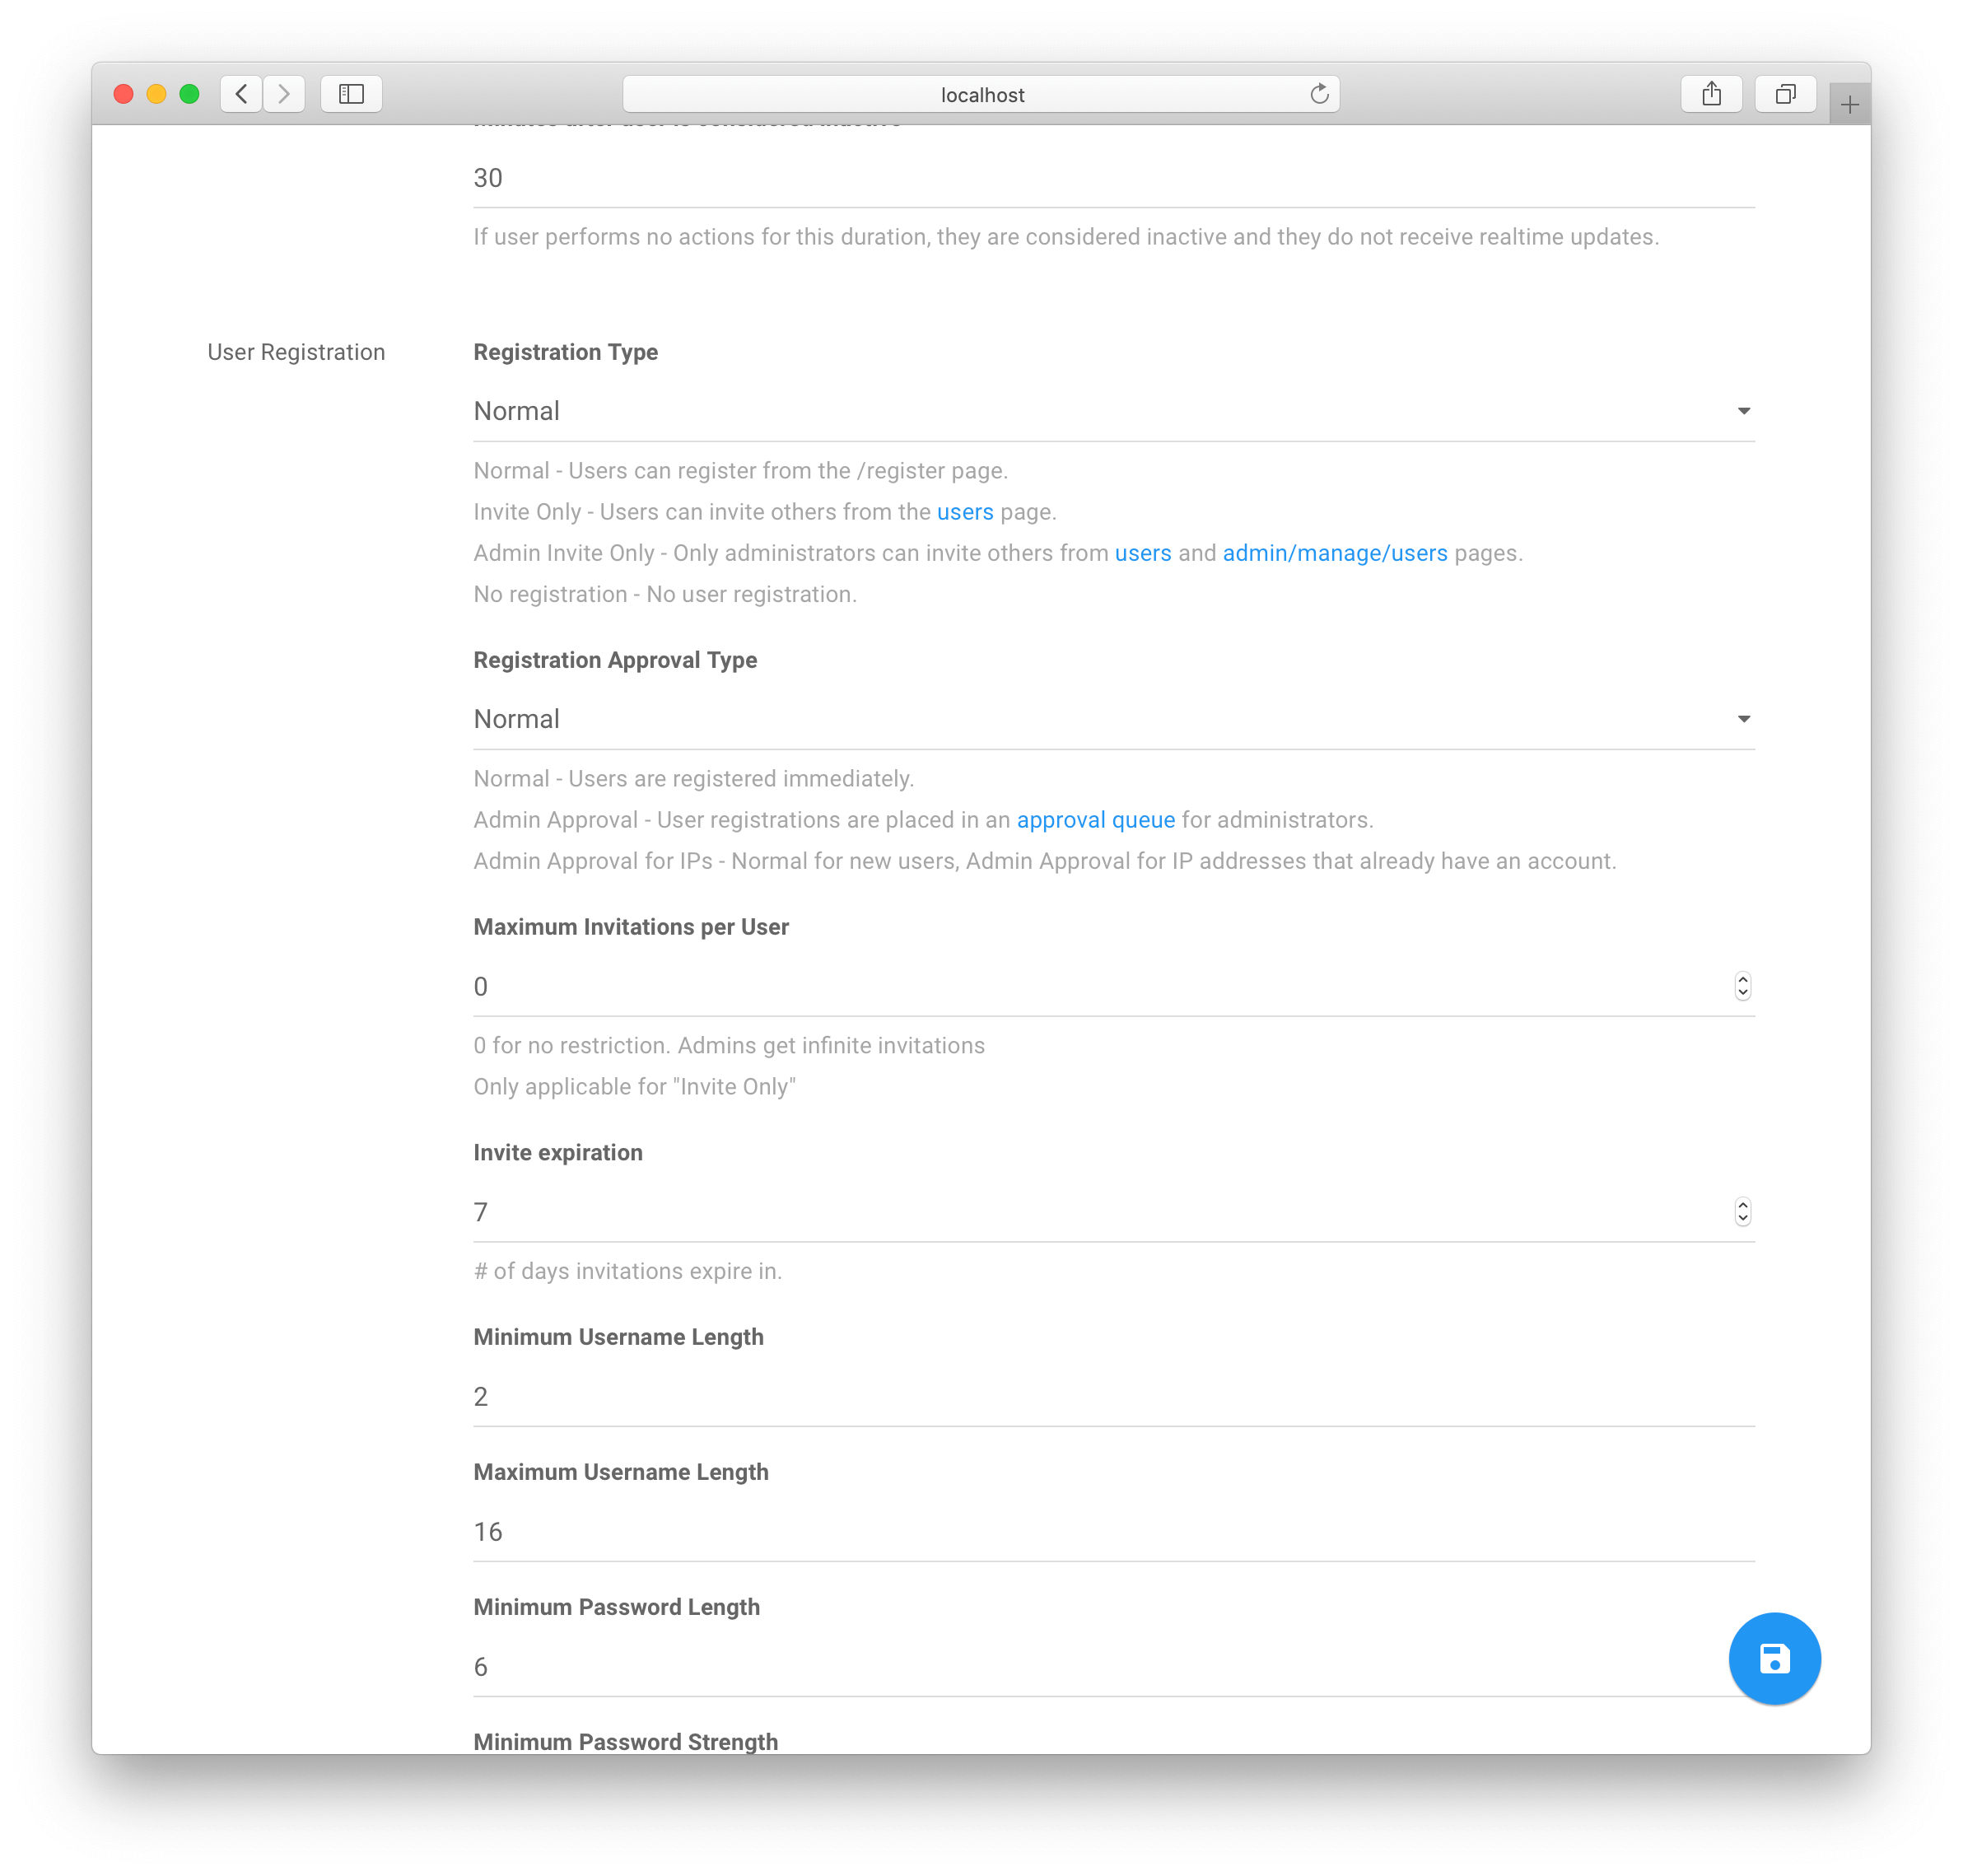 localhost
Minutes after user is considered inactive
30
If user performs no actions for this duration, they are considered inactive and they do not receive realtime updates.
User Registration
Registration Type
Normal
Normal - Users can register from the /register page.
Invite Only - Users can invite others from the users page.
Admin Invite Only - Only administrators can invite others from users and admin/manage/users pages.
No registration - No user registration.
Registration Approval Type
Normal
Normal - Users are registered immediately.
Admin Approval - User registrations are placed in an approval queue for administrators.
Admin Approval for IPs - Normal for new users, Admin Approval for IP addresses that already have an account.
Maximum Invitations per User
0
0 for no restriction. Admins get infinite invitations
Only applicable for "Invite Only"
Invite expiration
7
# of days invitations expire in.
Minimum Username Length
2
Maximum Username Length
16
Minimum Password Length
6
Minimum Password Strength